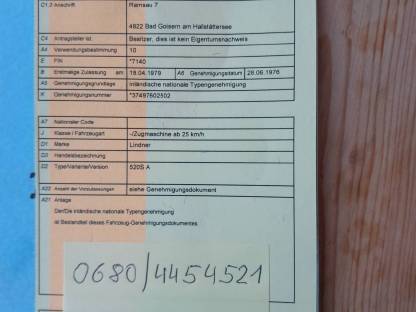 C1.2 Anschrift Ramsau 7
4822 Bad Goisern am Hallstättersee
C4 Antragsteller ist: Besitzer, dies ist kein Eigentumsnachweis
A4 Verwendungsbestimmung 10
E FIN *7140
B Erstmalige Zulassung am 18.04.1979 A6 Genehmigungsdatum 28.06.1976
A5 Genehmigungsgrundlage inländische nationale Typengenehmigung
K Genehmigungsnummer *37497602502
A7 Nationaler Code
J Klasse / Fahrzeugart -/Zugmaschine ab 25 km/h
D1 Marke Lindner
D3 Handelsbezeichnung
D2 Type/Variante/Version 520S A
A22 Anzahl der Vorzulassungen siehe Genehmigungsdokument
A21 Anlage
Der/Die inländische nationale Typengenehmigung
ist Bestandteil dieses Fahrzeug-Genehmigungsdokumentes
0680/4454521